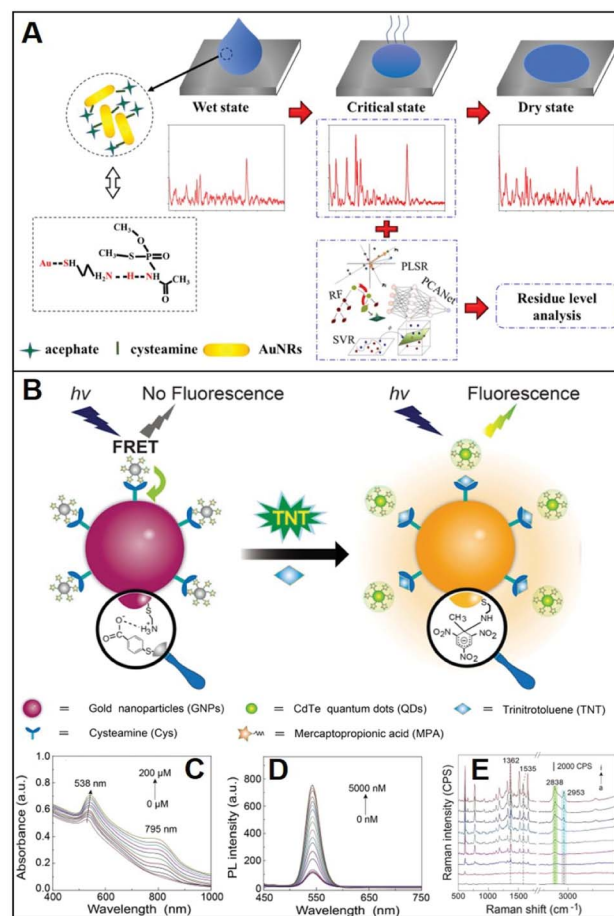 A
Wet state
Critical state
Dry state
CH₃
O
CH₃
S
P
O
Au
SH
H₂N
H
NH
CH₃
O
PLSR
RF
PCANet
SVR
Residue level
analysis
acephate
cysteamine
AuNRs
B
hν
No Fluorescence
FRET
TNT
hν
Fluorescence
S
O⁻
H₃N
O
S
S
CH₃
NH
O₂N
NO₂
NO₂
= Gold nanoparticles (GNPs)
= CdTe quantum dots (QDs)
= Trinitrotoluene (TNT)
= Cysteamine (Cys)
= Mercaptopropionic acid (MPA)
C
538 nm
200 µM
0 µM
795 nm
Absorbance (a.u.)
1.0
0.8
0.6
0.4
0.2
0.0
400
600
800
1000
Wavelength (nm)
D
5000 nM
0 nM
PL intensity (a.u.)
800
600
400
200
0
450
550
650
750
Wavelength (nm)
E
1362
1535
2000 CPS
2838
2953
i
a
Raman intensity (CPS)
500
1500
3000
Raman shift (cm⁻¹)